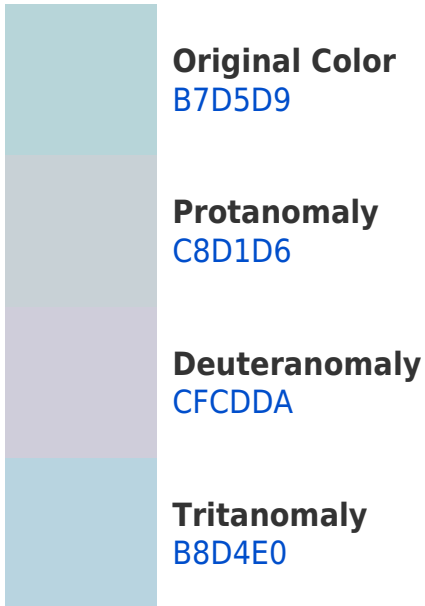 Original Color
B7D5D9
Protanomaly
C8D1D6
Deuteranomaly
CFCDDA
Tritanomaly
B8D4E0